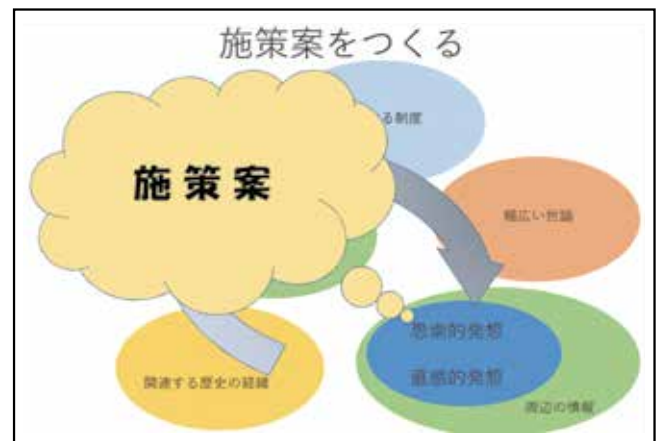 施策案をつくる
る制度
施策案
幅広い世論
思索的発想
直感的発想
関連する歴史の経緯
周辺の情報